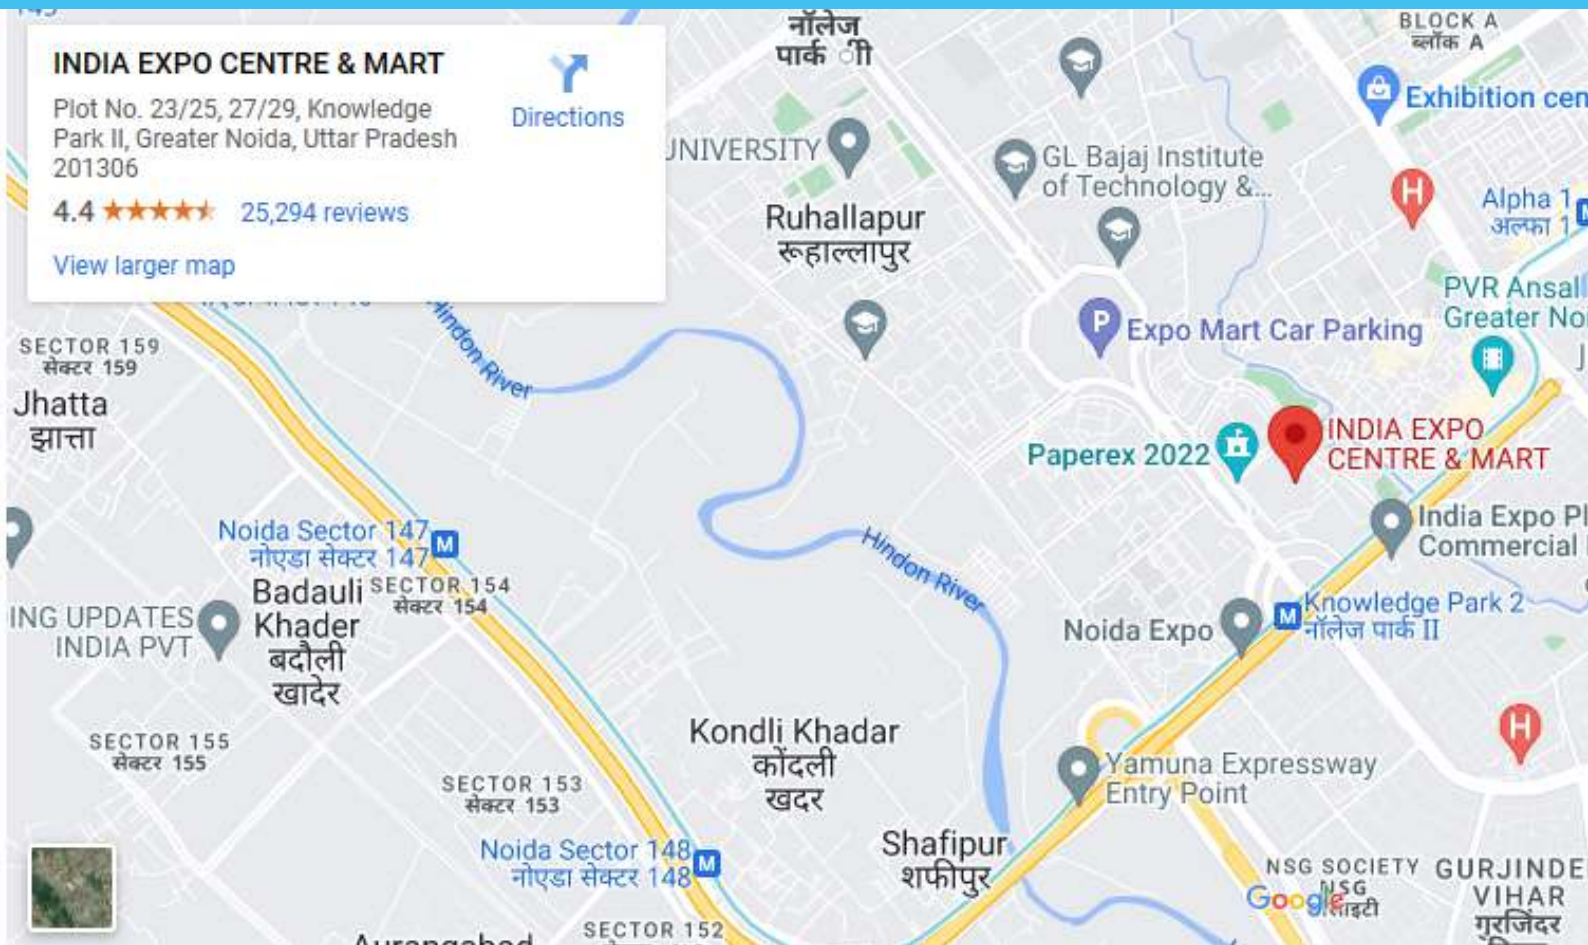 INDIA EXPO CENTRE & MART
Directions
Plot No. 23/25, 27/29, Knowledge
Park II, Greater Noida, Uttar Pradesh
201306
4.4
25,294 reviews
View larger map
नॉलेज
पार्क ीी
BLOCK A
ब्लॉक A
Exhibition cen
UNIVERSITY
GL Bajaj Institute
of Technology &...
Alpha 1
अल्फा 1
Ruhallapur
रूहाल्लापुर
PVR Ansal
Greater Noi
Expo Mart Car Parking
Hindon River
SECTOR 159
सेक्टर 159
Jhatta
झात्ता
Paperex 2022
INDIA EXPO
CENTRE & MART
India Expo Pl
Commercial
Noida Sector 147
नोएडा सेक्टर 147
Hindon River
SECTOR 154
सेक्टर 154
Badauli
Khader
बदौली
खादेर
ING UPDATES
INDIA PVT
Knowledge Park 2
नॉलेज पार्क II
Noida Expo
SECTOR 155
सेक्टर 155
Kondli Khadar
कोंदली
खदर
SECTOR 153
सेक्टर 153
Yamuna Expressway
Entry Point
Noida Sector 148
नोएडा सेक्टर 148
Shafipur
शफीपुर
NSG SOCIETY
NSG
GURJINDE
VIHAR
गुरजिंदर
Google
SECTOR 152